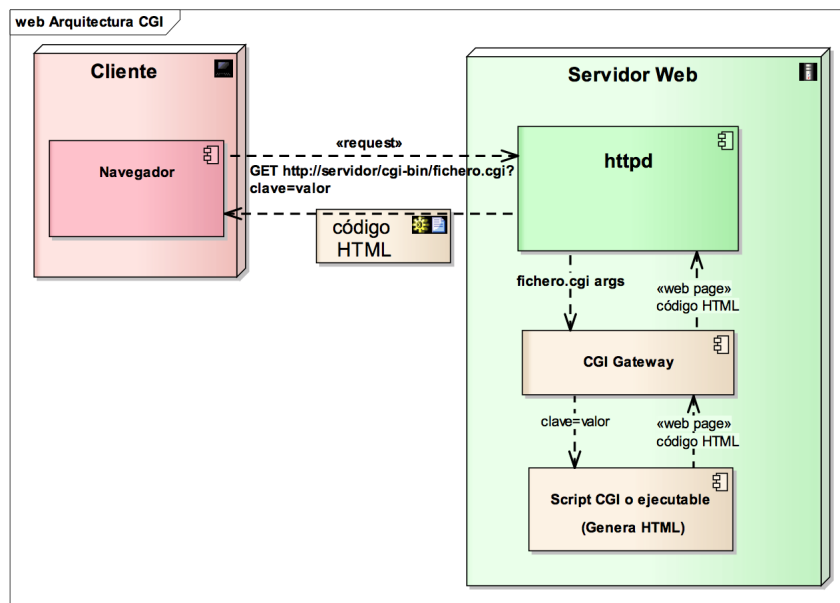 web Arquitectura CGI
Cliente
Servidor Web
Navegador
«request»
GET http://servidor/cgi-bin/fichero.cgi?
clave=valor
httpd
código
HTML
fichero.cgi args
«web page»
código HTML
CGI Gateway
clave=valor
«web page»
código HTML
Script CGI o ejecutable
(Genera HTML)